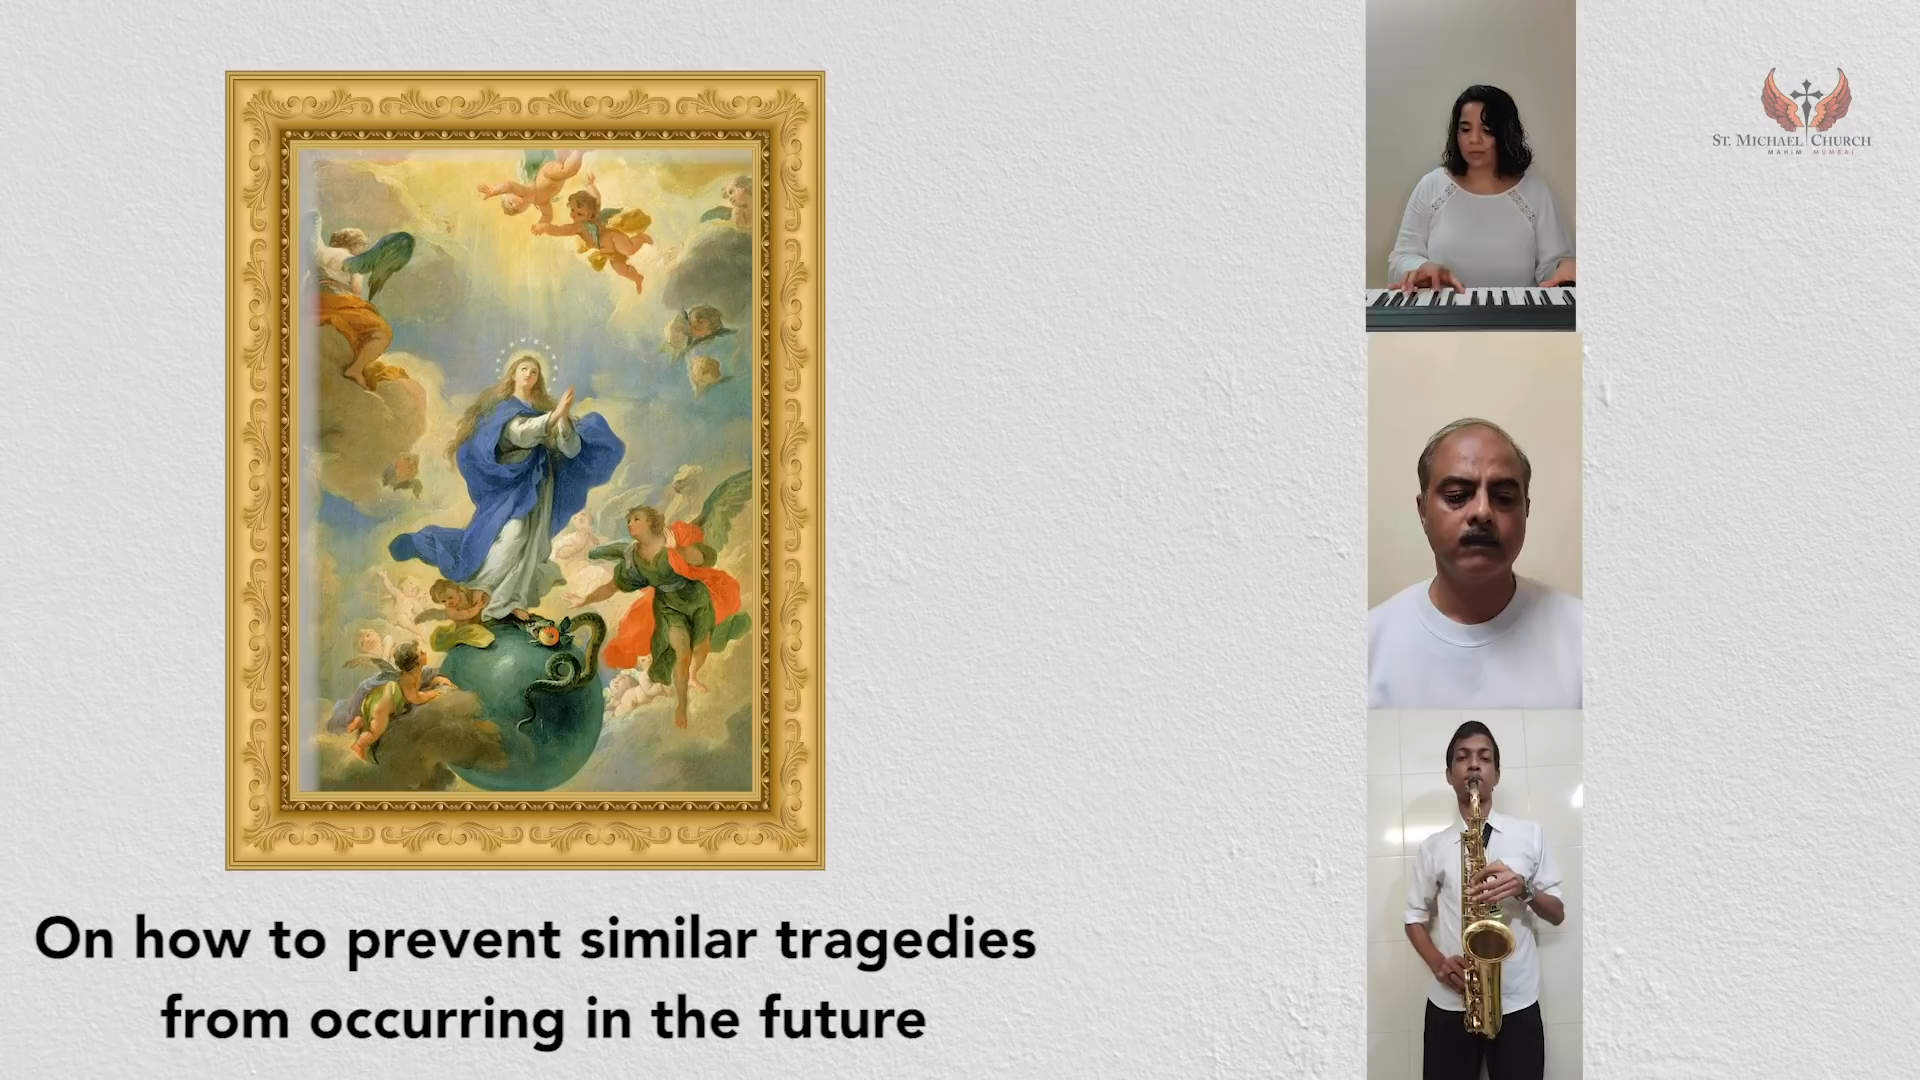 ST. MICHAEL CHURCH
MAHIM MUMBAI
On how to prevent similar tragedies
from occurring in the future